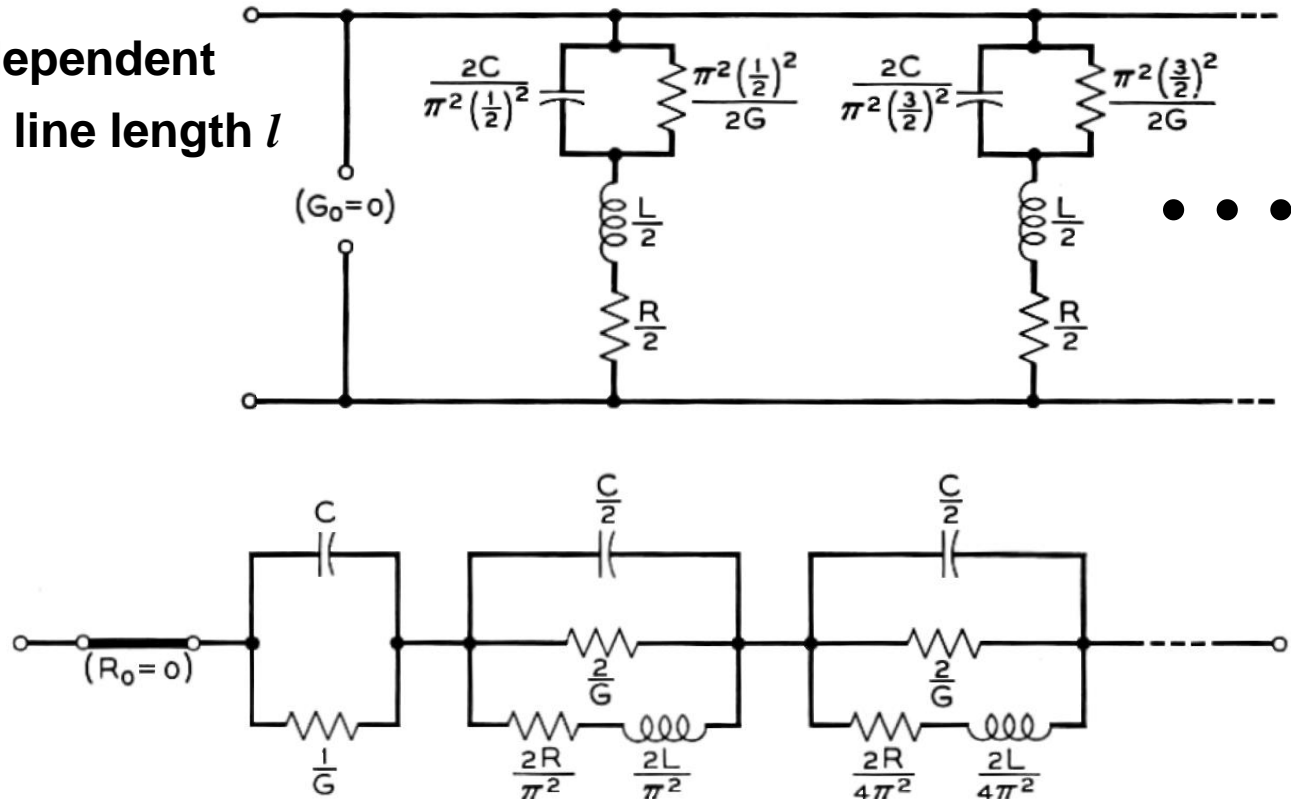 ependent
line length l
2C
π²(1/2)²
π²(1/2)²
2G
2C
π²(3/2)²
π²(3/2)²
2G
(G₀=0)
L/2
L/2
• • •
R/2
R/2
C
C/2
C/2
(R₀=0)
2/G
2/G
1/G
2R/π²
2L/π²
2R/4π²
2L/4π²